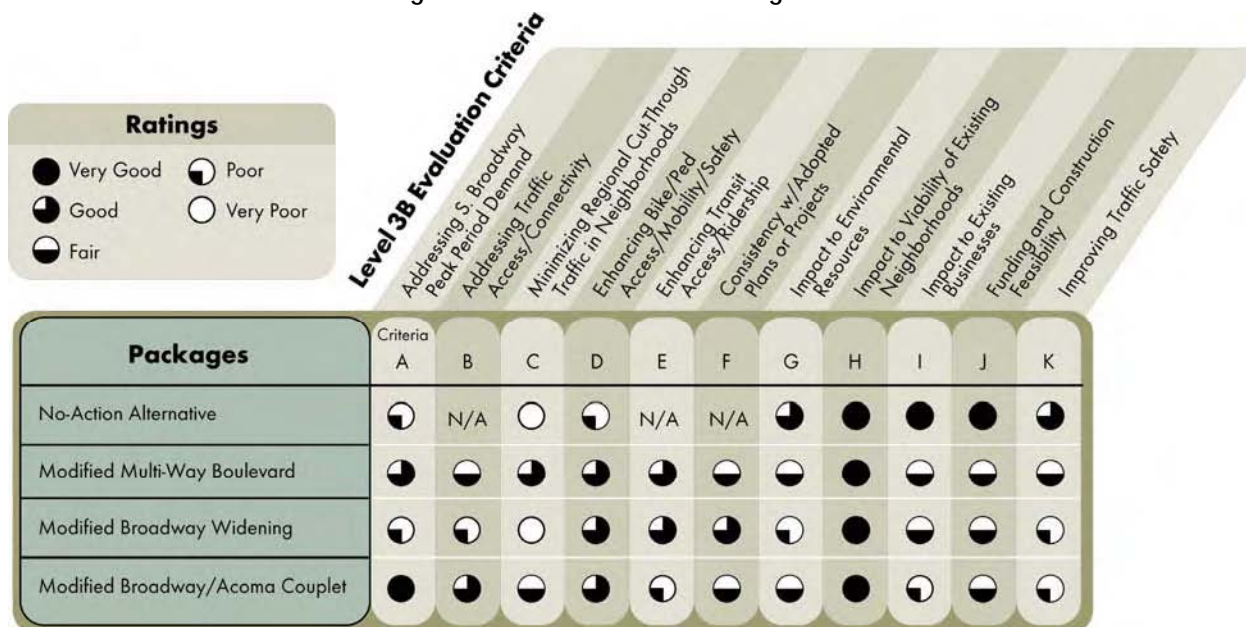 Ratings
Very Good
Poor
Good
Very Poor
Fair
Level 3B Evaluation Criteria
Addressing S. Broadway
Peak Period Demand
Addressing Traffic
Access/Connectivity
Minimizing Regional Cut-Through
Traffic in Neighborhoods
Enhancing Bike/Ped
Access/Mobility/Safety
Enhancing Transit
Access/Ridership
Consistency w/Adopted
Plans or Projects
Impact to Environmental
Resources
Impact to Viability of Existing
Neighborhoods
Impact to Existing
Businesses
Funding and Construction
Feasibility
Improving Traffic Safety
Packages
Criteria
A B C D E F G H I J K
No-Action Alternative
N/A N/A N/A
Modified Multi-Way Boulevard
Modified Broadway Widening
Modified Broadway/Acoma Couplet